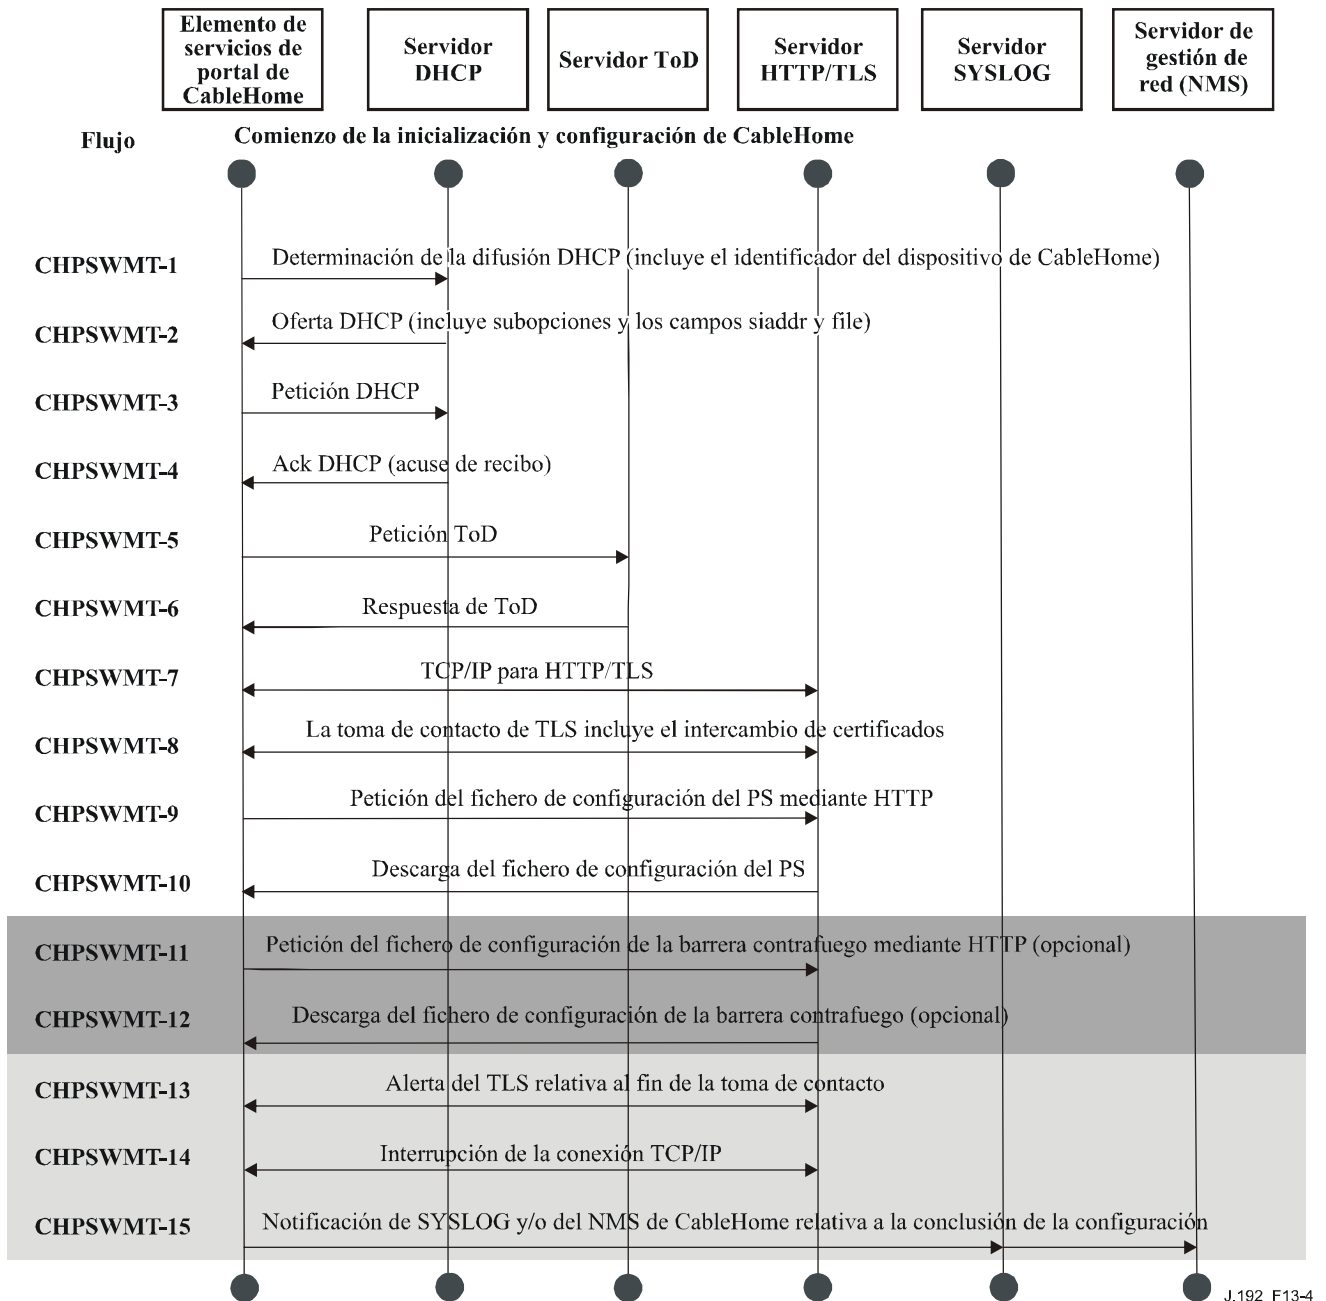 Elemento de
servicios de
portal de
CableHome
Servidor
DHCP
Servidor ToD
Servidor
HTTP/TLS
Servidor
SYSLOG
Servidor de
gestión de
red (NMS)
Flujo
Comienzo de la inicialización y configuración de CableHome
CHPSWMT-1
Determinación de la difusión DHCP (incluye el identificador del dispositivo de CableHome)
CHPSWMT-2
Oferta DHCP (incluye subopciones y los campos siaddr y file)
CHPSWMT-3
Petición DHCP
CHPSWMT-4
Ack DHCP (acuse de recibo)
CHPSWMT-5
Petición ToD
CHPSWMT-6
Respuesta de ToD
CHPSWMT-7
TCP/IP para HTTP/TLS
CHPSWMT-8
La toma de contacto de TLS incluye el intercambio de certificados
CHPSWMT-9
Petición del fichero de configuración del PS mediante HTTP
CHPSWMT-10
Descarga del fichero de configuración del PS
CHPSWMT-11
Petición del fichero de configuración de la barrera contrafuego mediante HTTP (opcional)
CHPSWMT-12
Descarga del fichero de configuración de la barrera contrafuego (opcional)
CHPSWMT-13
Alerta del TLS relativa al fin de la toma de contacto
CHPSWMT-14
Interrupción de la conexión TCP/IP
CHPSWMT-15
Notificación de SYSLOG y/o del NMS de CableHome relativa a la conclusión de la configuración
J.192_F13-4